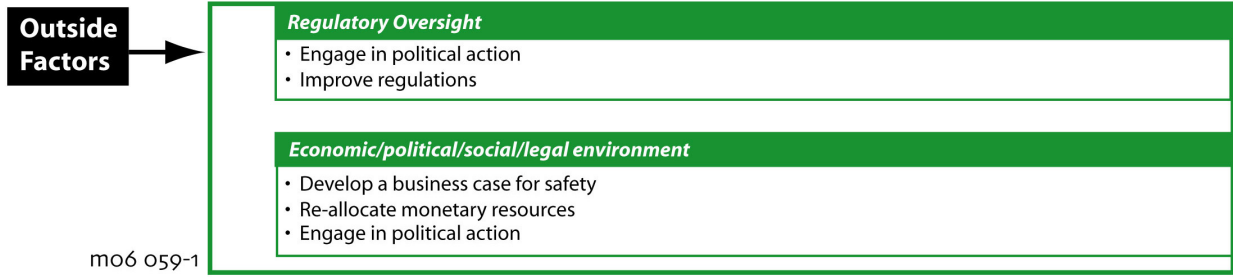 Outside
Factors
Regulatory Oversight
• Engage in political action
• Improve regulations
Economic/political/social/legal environment
• Develop a business case for safety
• Re-allocate monetary resources
• Engage in political action
m06 059-1